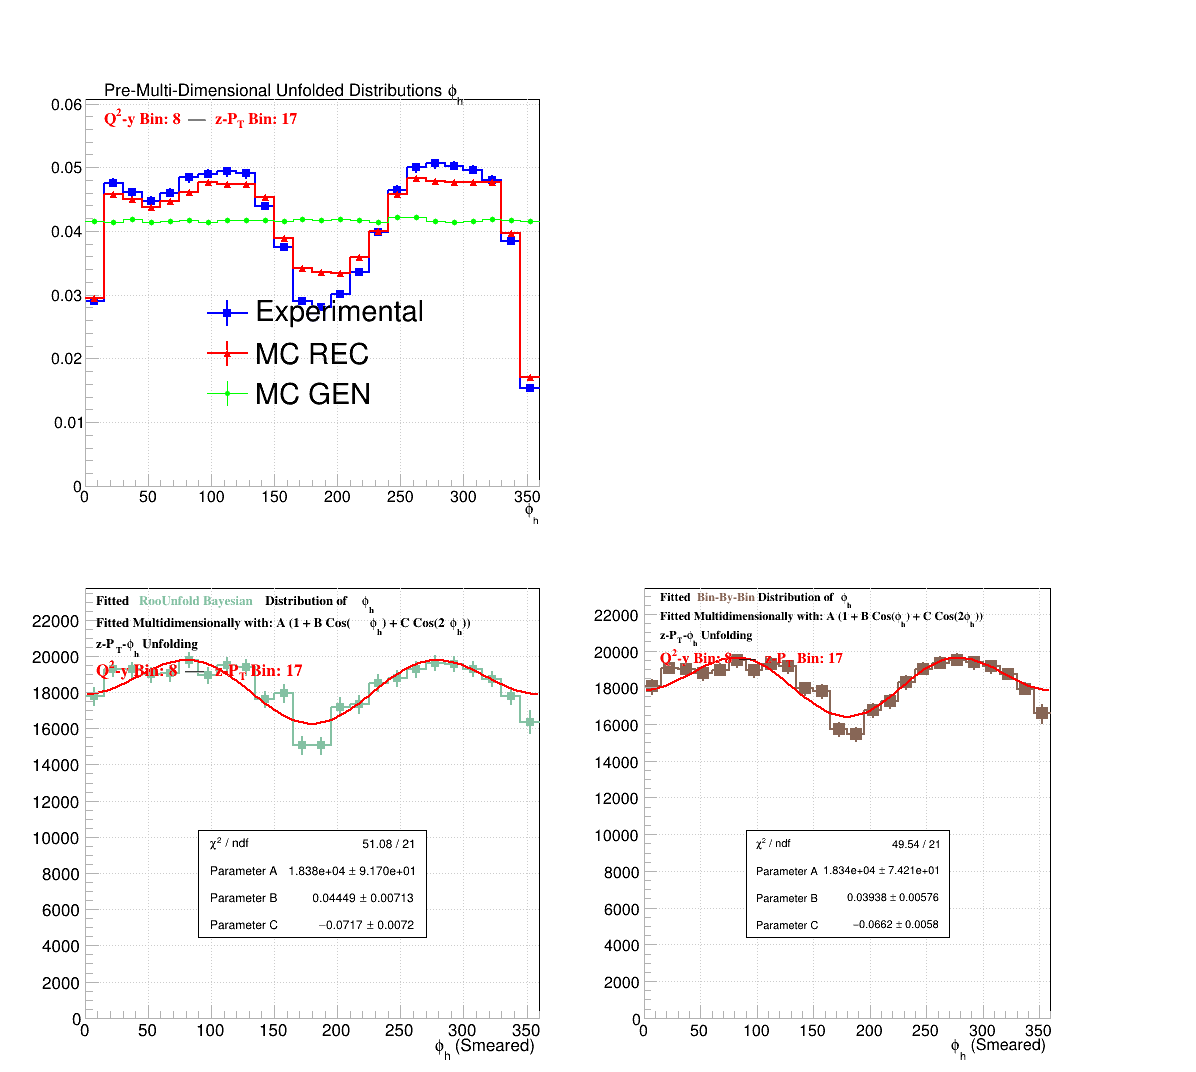 Pre-Multi-Dimensional Unfolded Distributions ϕh
Q2-y Bin: 8 — z-PT Bin: 17
0.06
0.05
0.04
0.03
0.02
0.01
0
Experimental
MC REC
MC GEN
0 50 100 150 200 250 300 350
ϕh
Fitted RooUnfold Bayesian Distribution of ϕh
Fitted Multidimensionally with: A (1 + B Cos( ϕh) + C Cos(2 ϕh))
z-PT-ϕh Unfolding
Q2-y Bin: 8 — z-PT Bin: 17
22000
20000
18000
16000
14000
12000
10000
8000
6000
4000
2000
0
χ2 / ndf 51.08 / 21
Parameter A 1.838e+04 ± 9.170e+01
Parameter B 0.04449 ± 0.00713
Parameter C −0.0717 ± 0.0072
0 50 100 150 200 250 300 350
ϕh (Smeared)
Fitted Bin-By-Bin Distribution of ϕh
Fitted Multidimensionally with: A (1 + B Cos(ϕh) + C Cos(2ϕh))
z-PT-ϕh Unfolding
Q2-y Bin: 8 — z-PT Bin: 17
22000
20000
18000
16000
14000
12000
10000
8000
6000
4000
2000
0
χ2 / ndf 49.54 / 21
Parameter A 1.834e+04 ± 7.421e+01
Parameter B 0.03938 ± 0.00576
Parameter C −0.0662 ± 0.0058
0 50 100 150 200 250 300 350
ϕh (Smeared)